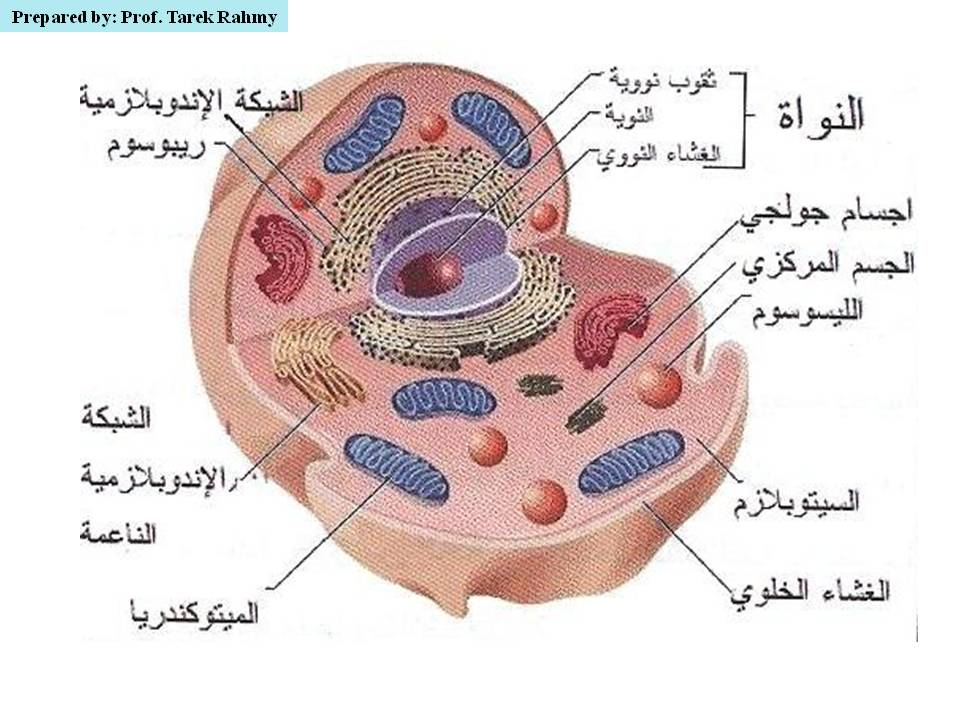 Prepared by: Prof. Tarek Rahmy
ثقوب نووية
النوية
الغشاء النووي
النواة
الشبكة الإندوبلازمية
ريبوسوم
اجسام جولجي
الجسم المركزي
الليسوسوم
الشبكة
الإندوبلازمية
الناعمة
السيتوبلازم
الغشاء الخلوي
الميتوكندريا